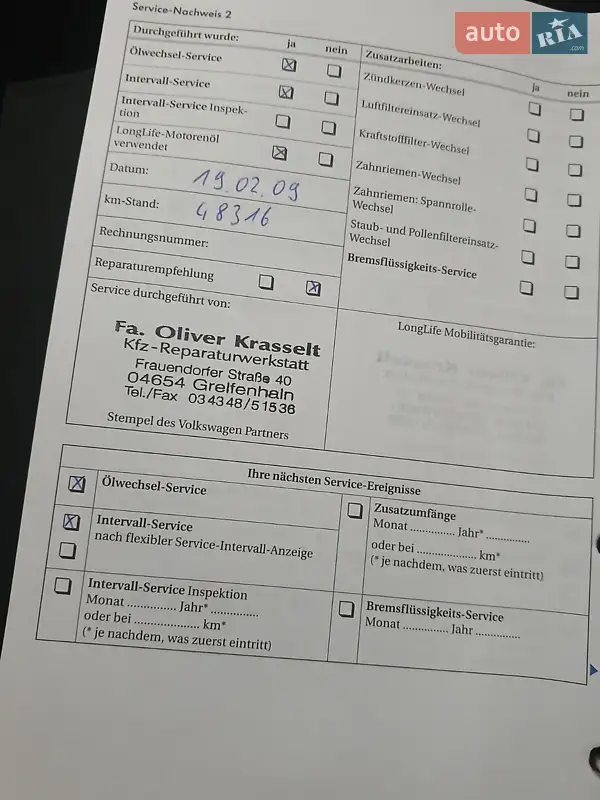 Service-Nachweis 2
auto RIA.com
Durchgeführt wurde: ja nein
Ölwechsel-Service
Intervall-Service
Intervall-Service Inspek-
tion
LongLife-Motorenöl
verwendet
Datum: 19.02.09
km-Stand: 48316
Rechnungsnummer:
Reparaturempfehlung
Zusatzarbeiten: ja nein
Zündkerzen-Wechsel
Luftfiltereinsatz-Wechsel
Kraftstofffilter-Wechsel
Zahnriemen-Wechsel
Zahnriemen: Spannrolle-
Wechsel
Staub- und Pollenfiltereinsatz-
Wechsel
Bremsflüssigkeits-Service
Service durchgeführt von:
Fa. Oliver Krasselt
Kfz-Reparaturwerkstatt
Frauendorfer Straße 40
04654 Greifenhain
Tel./Fax 034348/51536
Stempel des Volkswagen Partners
LongLife Mobilitätsgarantie:
Ihre nächsten Service-Ereignisse
Ölwechsel-Service
Intervall-Service
nach flexibler Service-Intervall-Anzeige
Intervall-Service Inspektion
Monat ............... Jahr* ..............
oder bei .................... km*
(* je nachdem, was zuerst eintritt)
Zusatzumfänge
Monat .............. Jahr* ..............
oder bei .................... km*
(* je nachdem, was zuerst eintritt)
Bremsflüssigkeits-Service
Monat .............. Jahr ..............